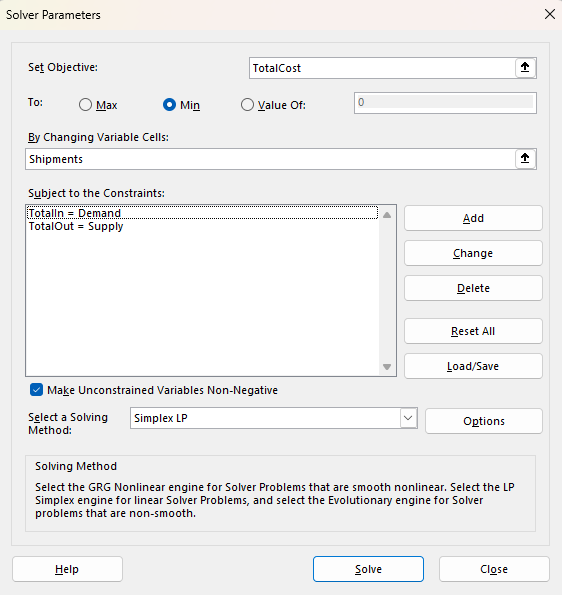 Solver Parameters
Set Objective:
TotalCost
To:
Max
Min
Value Of:
0
By Changing Variable Cells:
Shipments
Subject to the Constraints:
TotalIn = Demand
TotalOut = Supply
Add
Change
Delete
Reset All
Load/Save
Make Unconstrained Variables Non-Negative
Select a Solving
Method:
Simplex LP
Options
Solving Method
Select the GRG Nonlinear engine for Solver Problems that are smooth nonlinear. Select the LP
Simplex engine for linear Solver Problems, and select the Evolutionary engine for Solver
problems that are non-smooth.
Help
Solve
Close